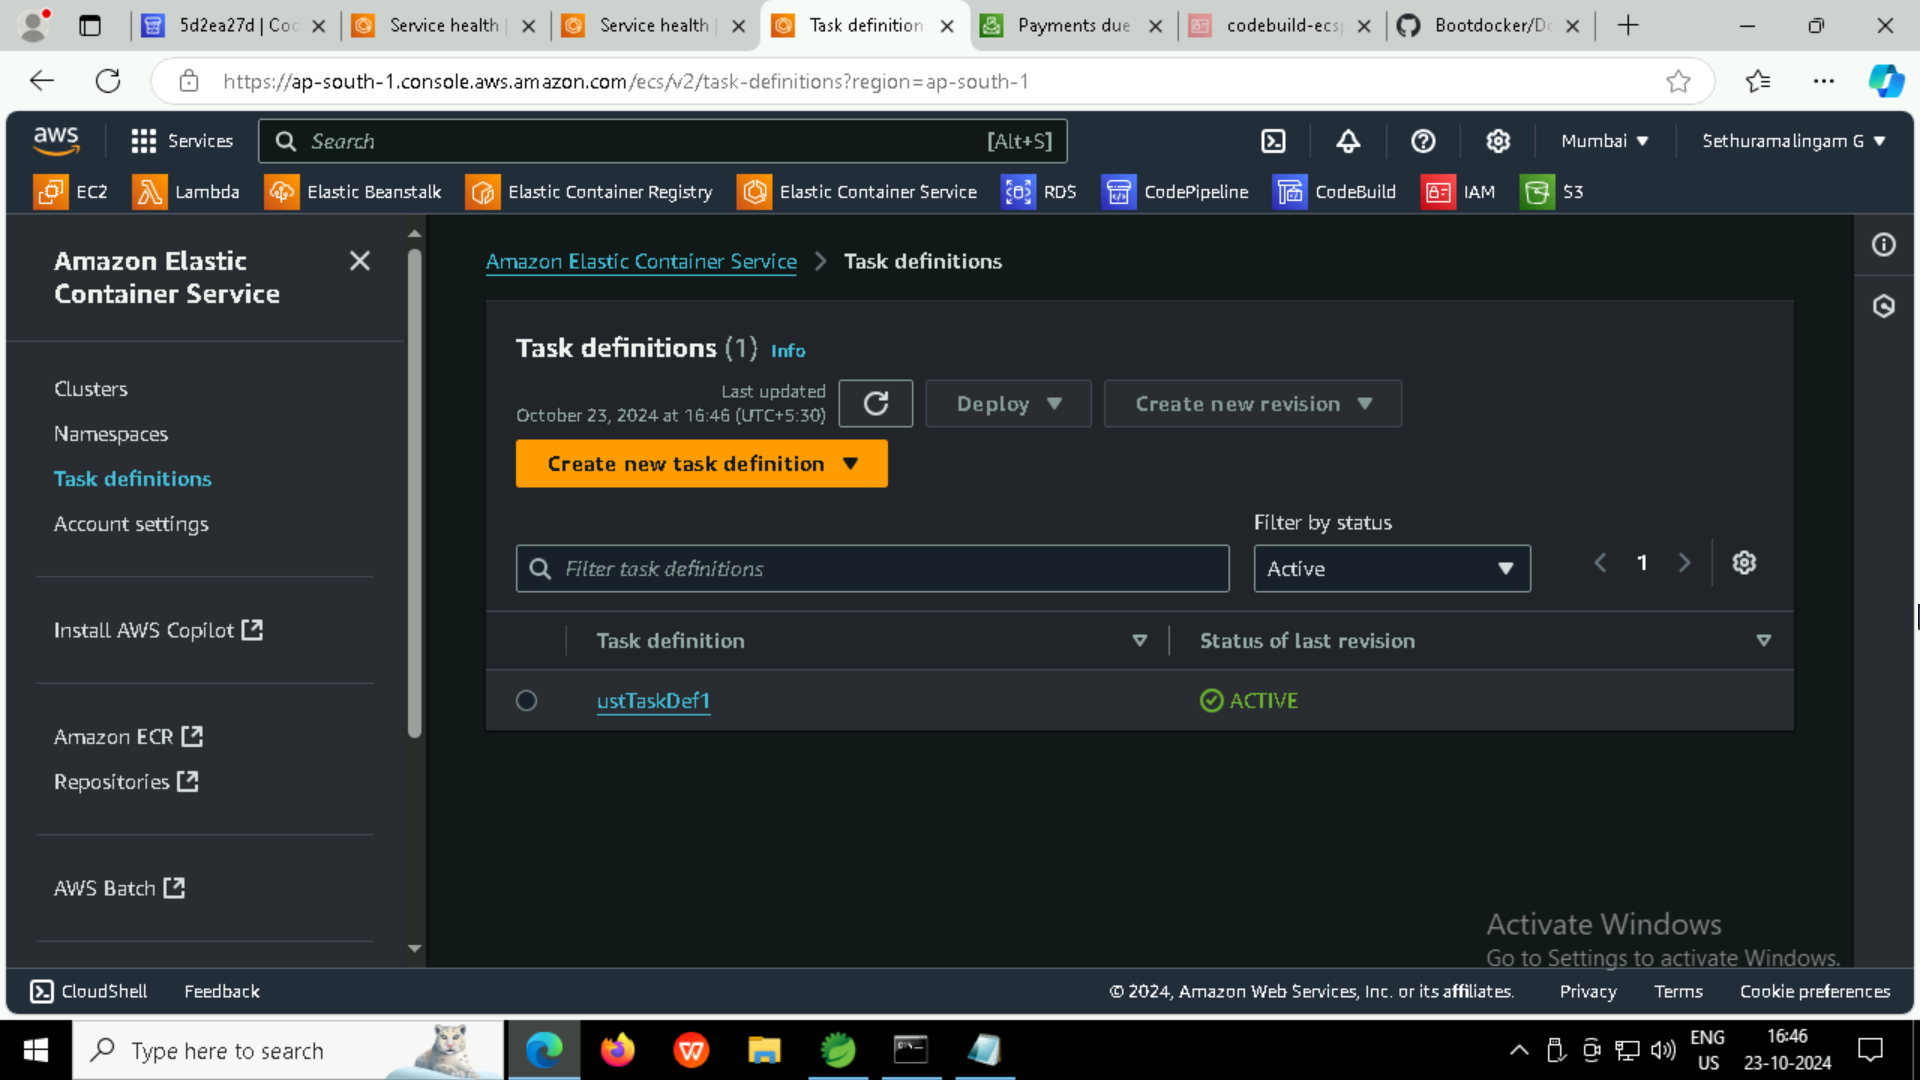 5d2ea27d | Coc
Service health |
Service health |
Task definition
Payments due
codebuild-ecs
Bootdocker/Do
https://ap-south-1.console.aws.amazon.com/ecs/v2/task-definitions?region=ap-south-1
aws
Services
Search
[Alt+S]
Mumbai
Sethuramalingam G
EC2
Lambda
Elastic Beanstalk
Elastic Container Registry
Elastic Container Service
RDS
CodePipeline
CodeBuild
IAM
S3
Amazon Elastic
Container Service
Clusters
Namespaces
Task definitions
Account settings
Install AWS Copilot
Amazon ECR
Repositories
AWS Batch
Amazon Elastic Container Service > Task definitions
Task definitions (1) Info
Last updated
October 23, 2024 at 16:46 (UTC+5:30)
Deploy
Create new revision
Create new task definition
Filter by status
Filter task definitions
Active
1
Task definition
Status of last revision
ustTaskDef1
ACTIVE
Activate Windows
Go to Settings to activate Windows.
CloudShell
Feedback
© 2024, Amazon Web Services, Inc. or its affiliates.
Privacy
Terms
Cookie preferences
Type here to search
ENG
US
16:46
23-10-2024